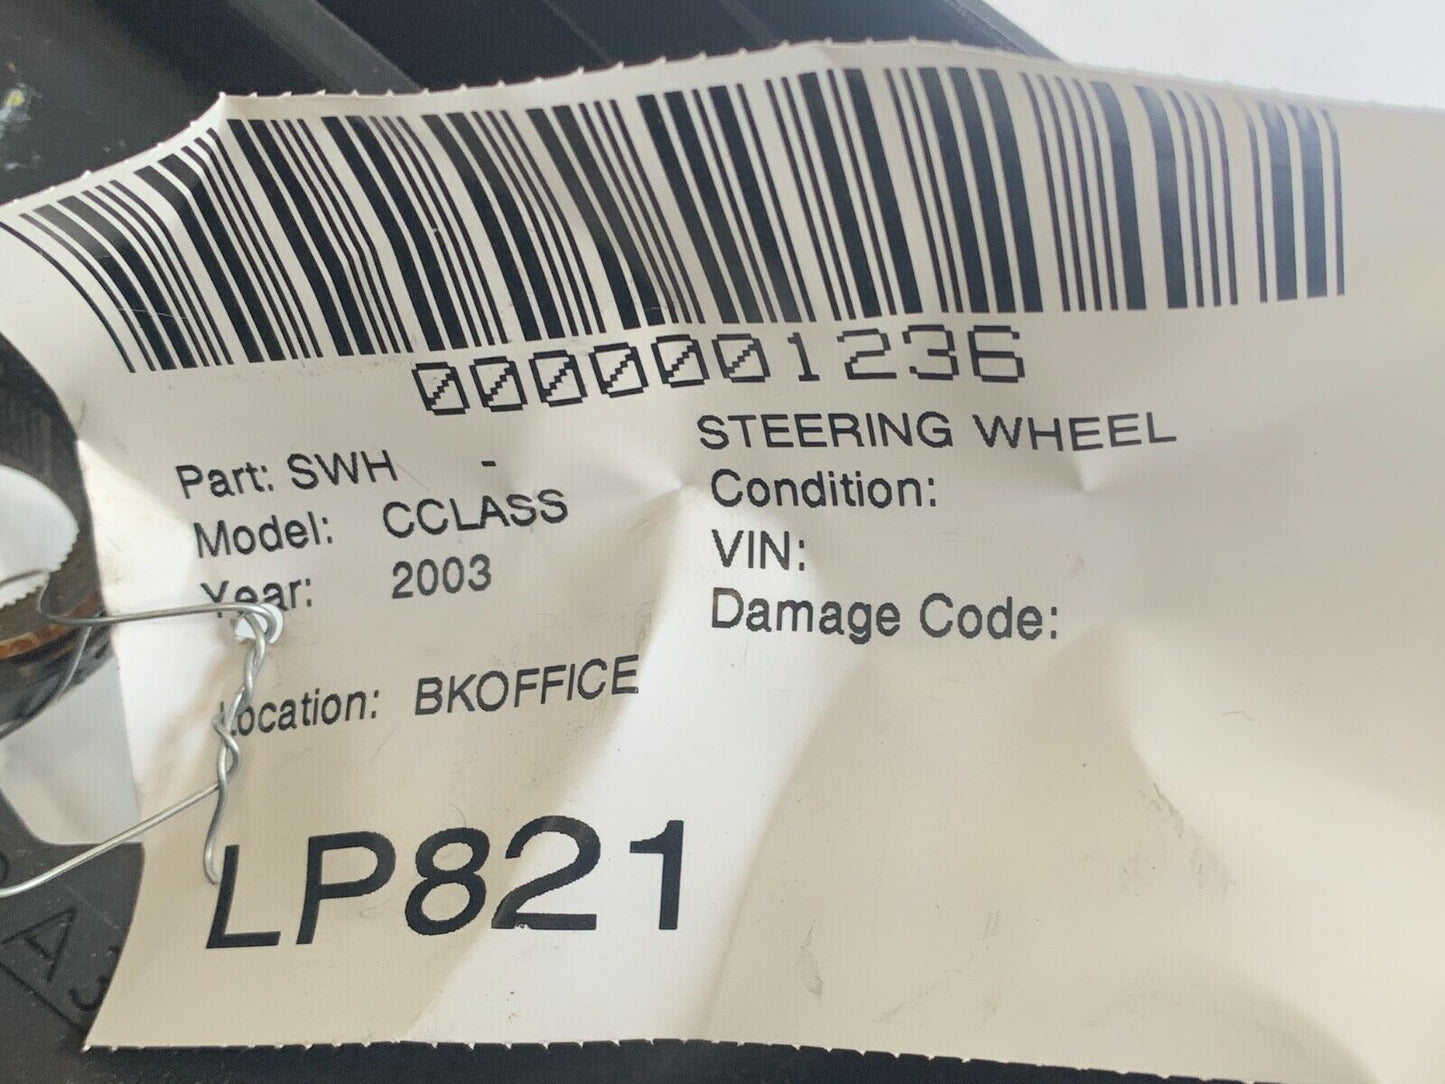 0000001236
STEERING WHEEL
Part: SWH -
Condition:
Model: CCLASS
VIN:
Year: 2003
Damage Code:
Location: BKOFFICE
LP821